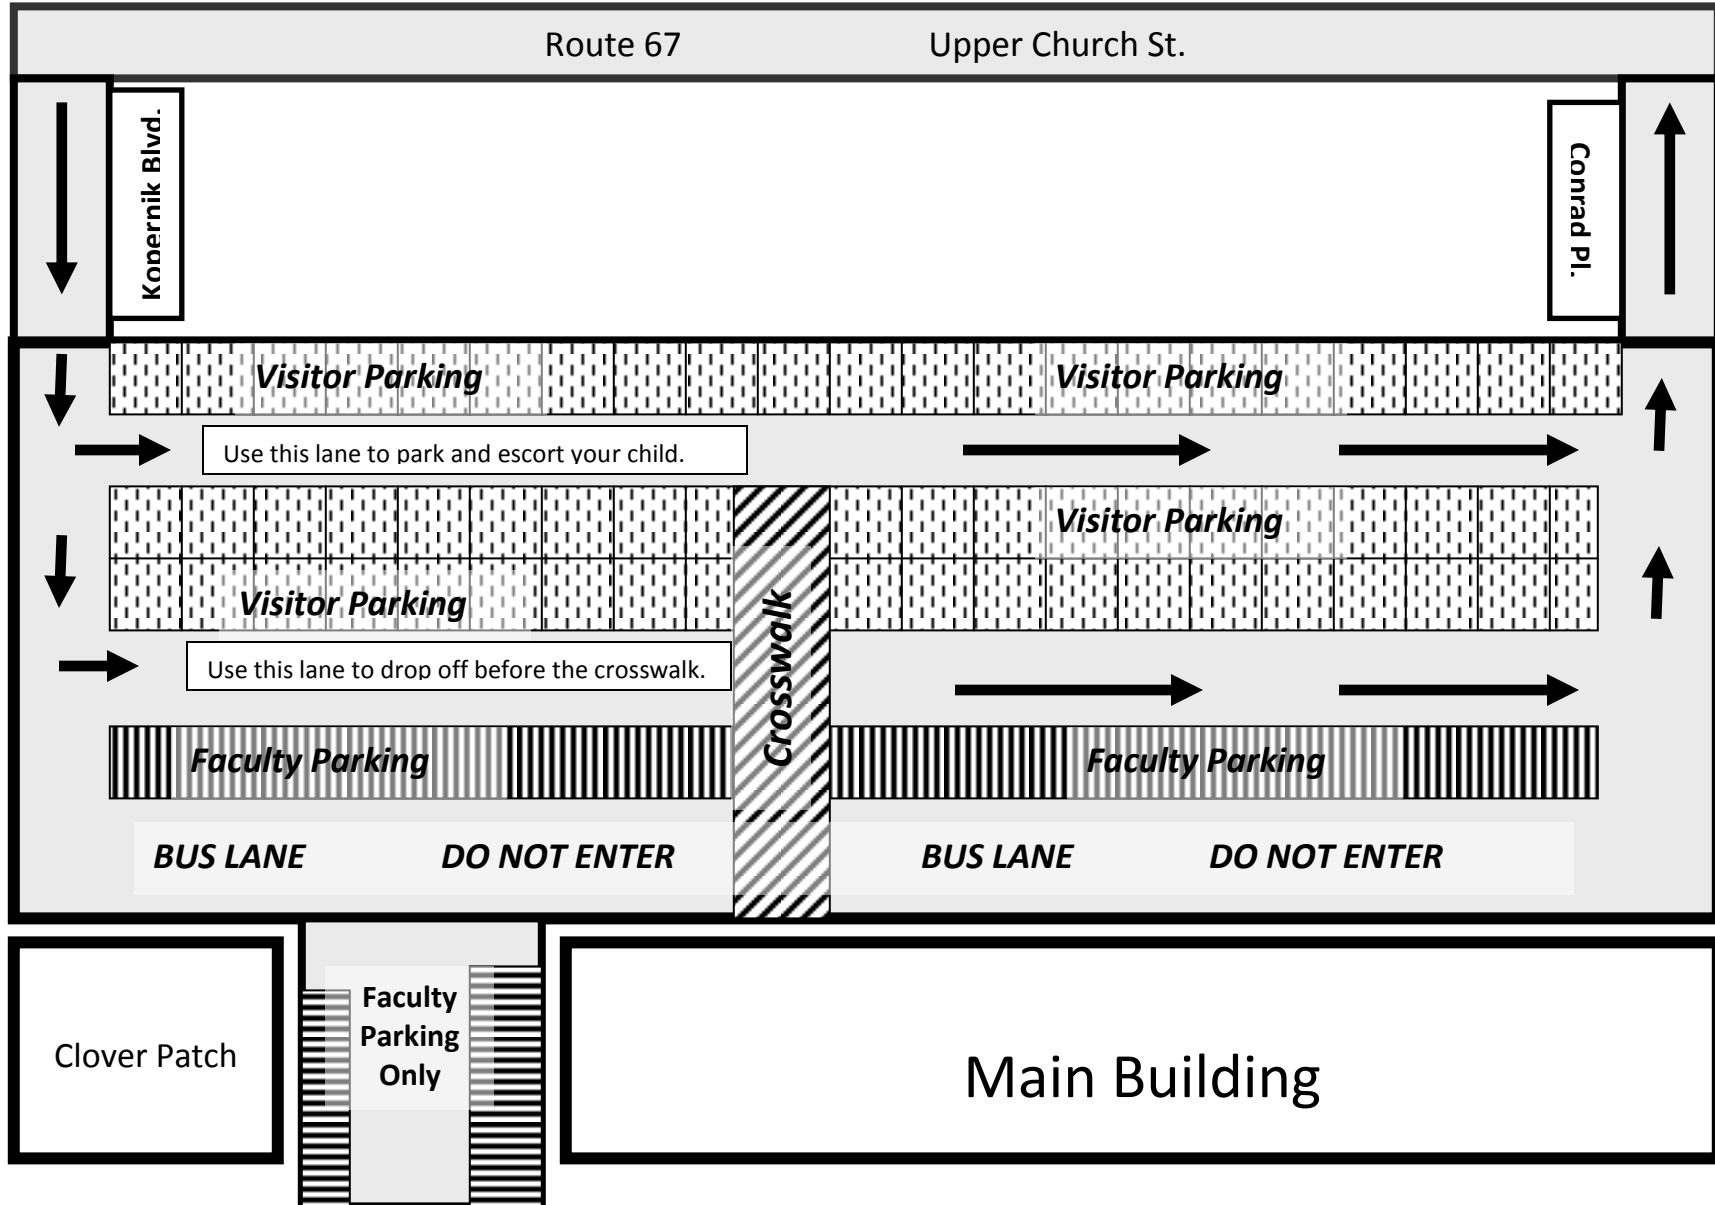 Route 67 Upper Church St.
Kopernik Blvd.
Conrad Pl.
Visitor Parking Visitor Parking
Use this lane to park and escort your child.
Visitor Parking
Visitor Parking
Crosswalk
Use this lane to drop off before the crosswalk.
Faculty Parking Faculty Parking
BUS LANE DO NOT ENTER BUS LANE DO NOT ENTER
Faculty
Parking
Only
Clover Patch
Main Building